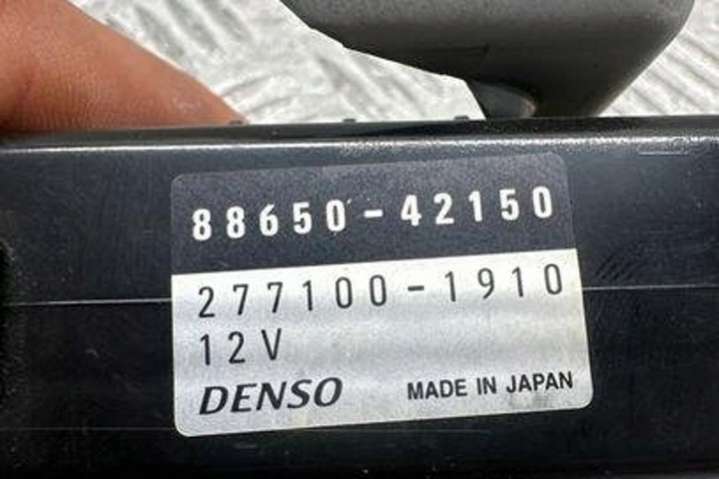 88650-42150
277100-1910
12V
DENSO MADE IN JAPAN